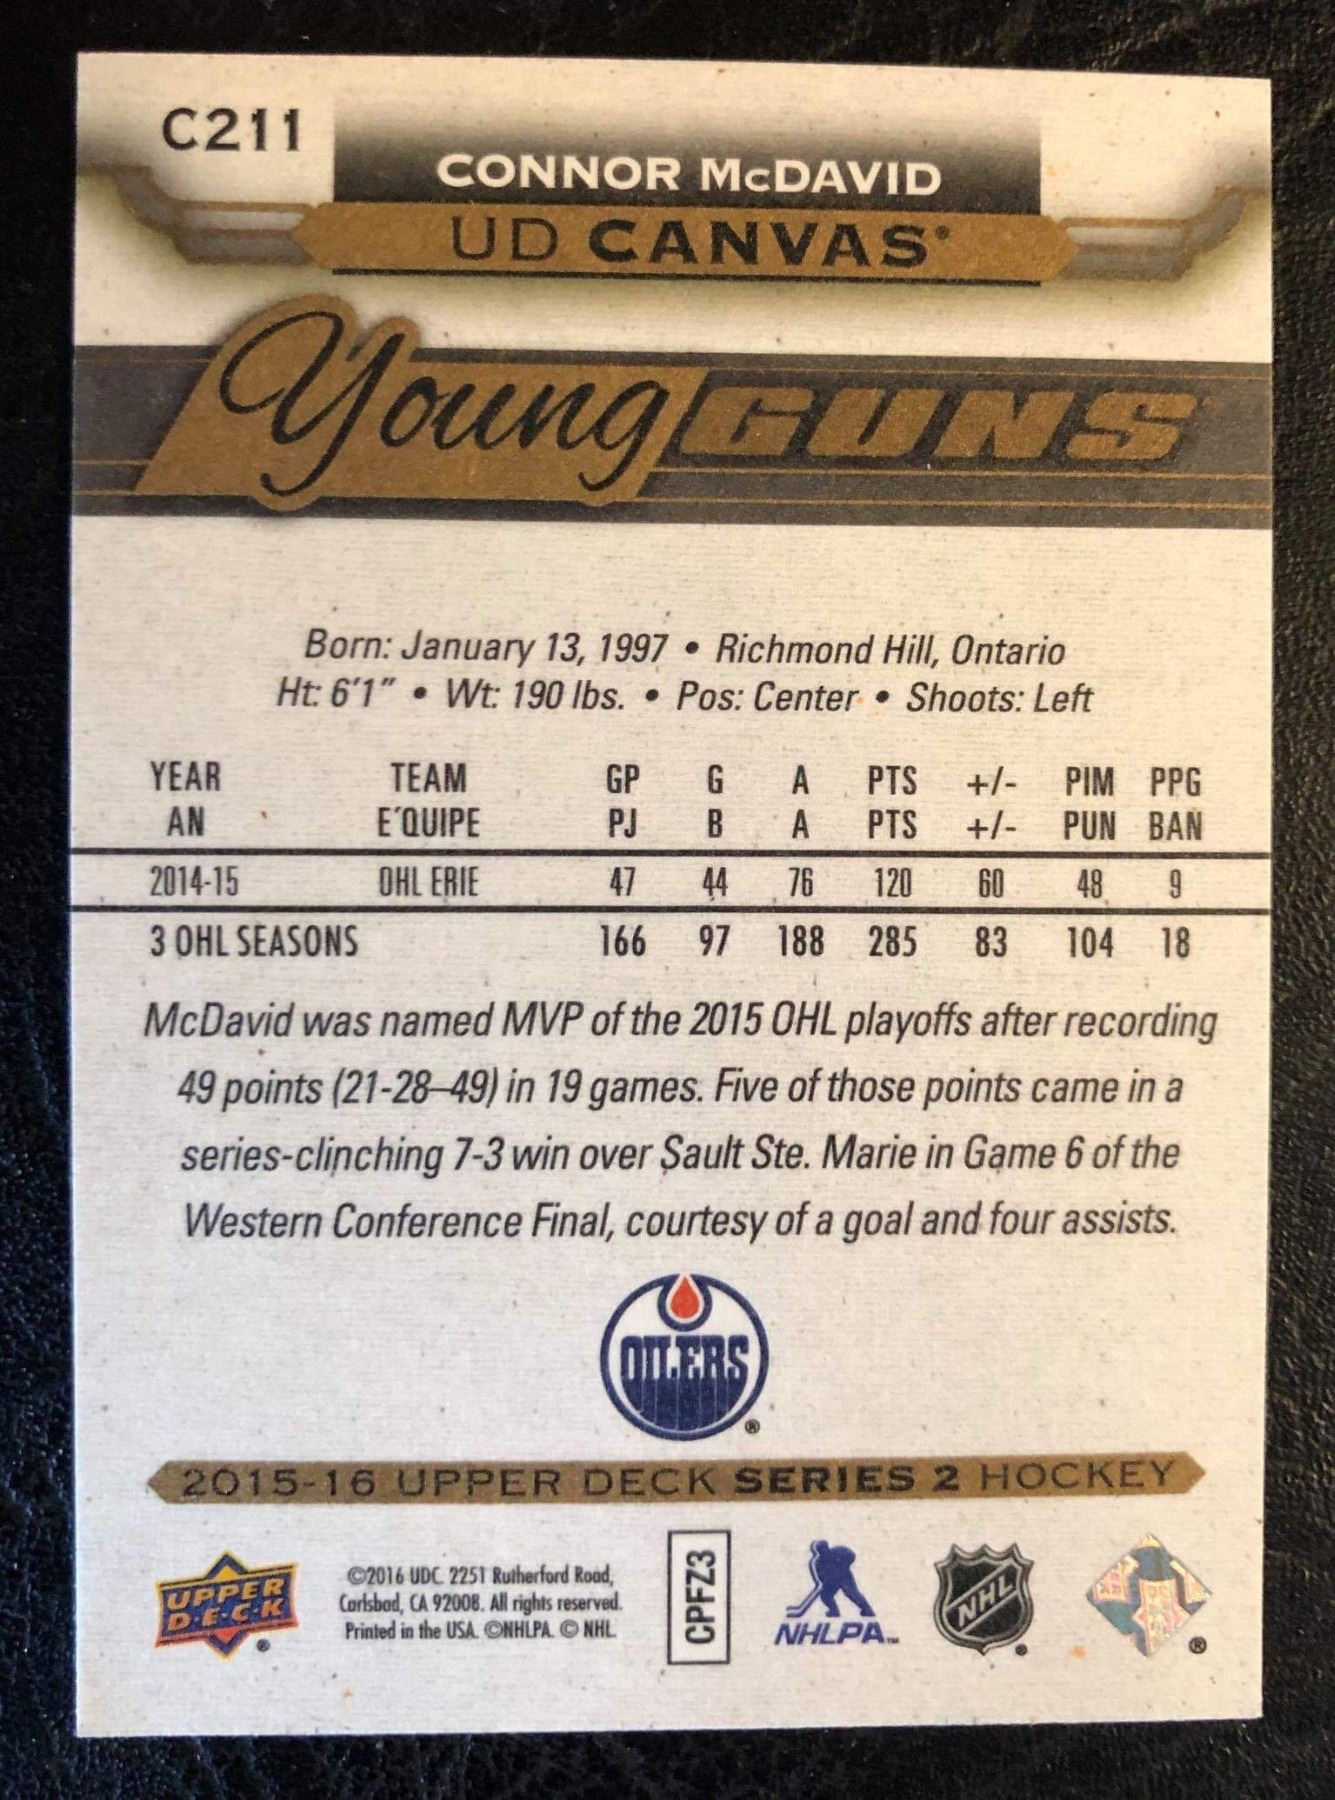 C211
CONNOR McDAVID
UD CANVAS
Young GUNS
Born: January 13, 1997 • Richmond Hill, Ontario
Ht: 6'1" • Wt: 190 lbs. • Pos: Center • Shoots: Left
YEAR TEAM GP G A PTS +/- PIM PPG
AN E'QUIPE PJ B A PTS +/- PUN BAN
2014-15 OHL ERIE 47 44 76 120 60 48 9
3 OHL SEASONS 166 97 188 285 83 104 18
McDavid was named MVP of the 2015 OHL playoffs after recording
49 points (21-28–49) in 19 games. Five of those points came in a
series-clinching 7-3 win over Sault Ste. Marie in Game 6 of the
Western Conference Final, courtesy of a goal and four assists.
OILERS ®
2015-16 UPPER DECK SERIES 2 HOCKEY
UPPER
D·E·C·K ®
©2016 UDC. 2251 Rutherford Road,
Carlsbad, CA 92008. All rights reserved.
Printed in the USA. ©NHLPA. © NHL
CPFZ3
NHLPA™
NHL ®
®